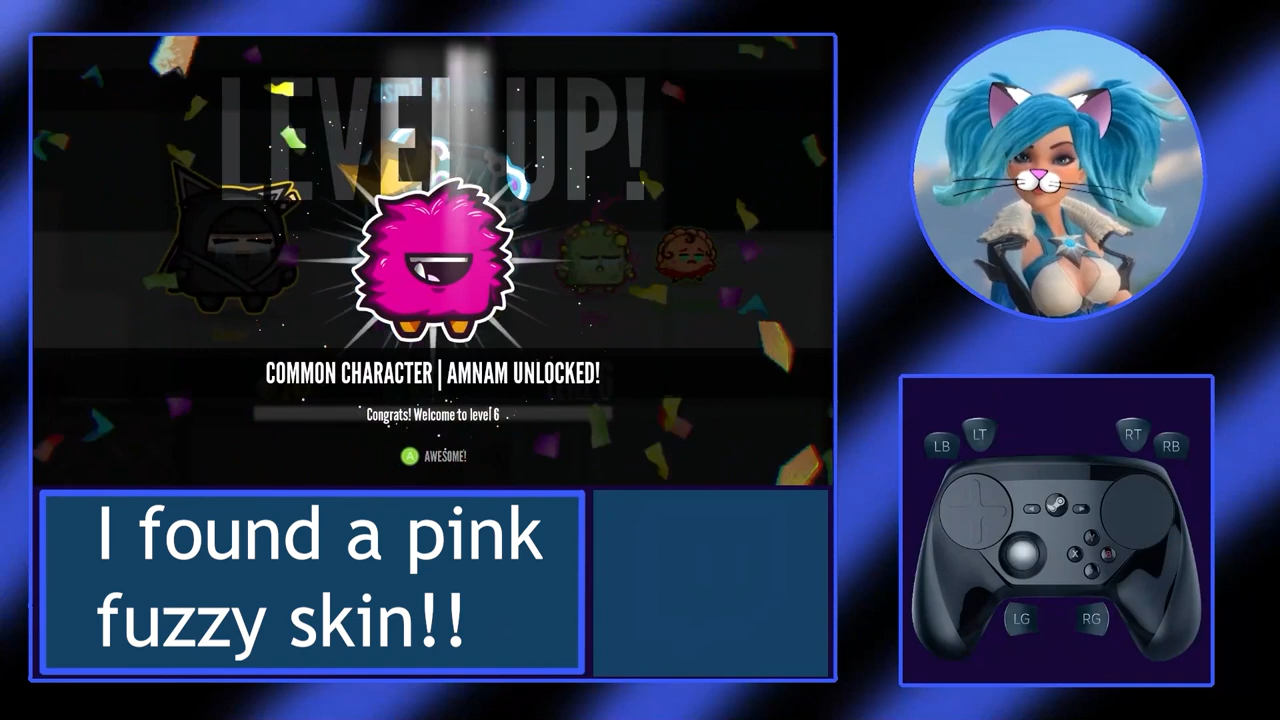 LEVEL UP!
COMMON CHARACTER | AMNAM UNLOCKED!
Congrats! Welcome to level 6
A AWESOME!
I found a pink
fuzzy skin!!
LB LT RT RB
X Y B
LG RG